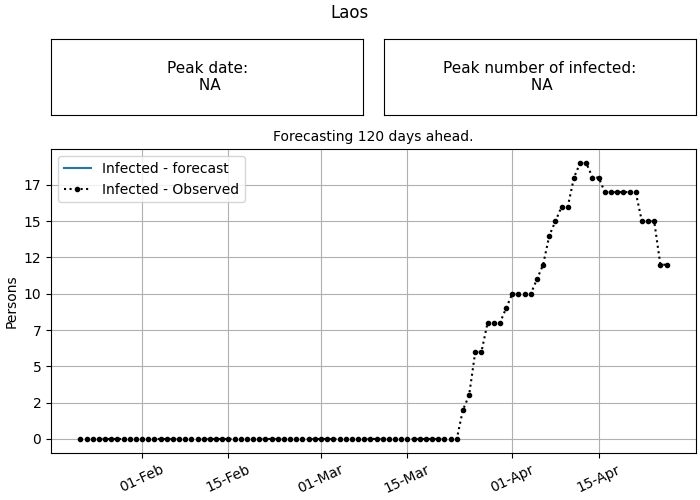 Laos
Peak date:
NA
Peak number of infected:
NA
Forecasting 120 days ahead.
Infected - forecast
Infected - Observed
Persons
17
15
12
10
7
5
2
0
01-Feb
15-Feb
01-Mar
15-Mar
01-Apr
15-Apr